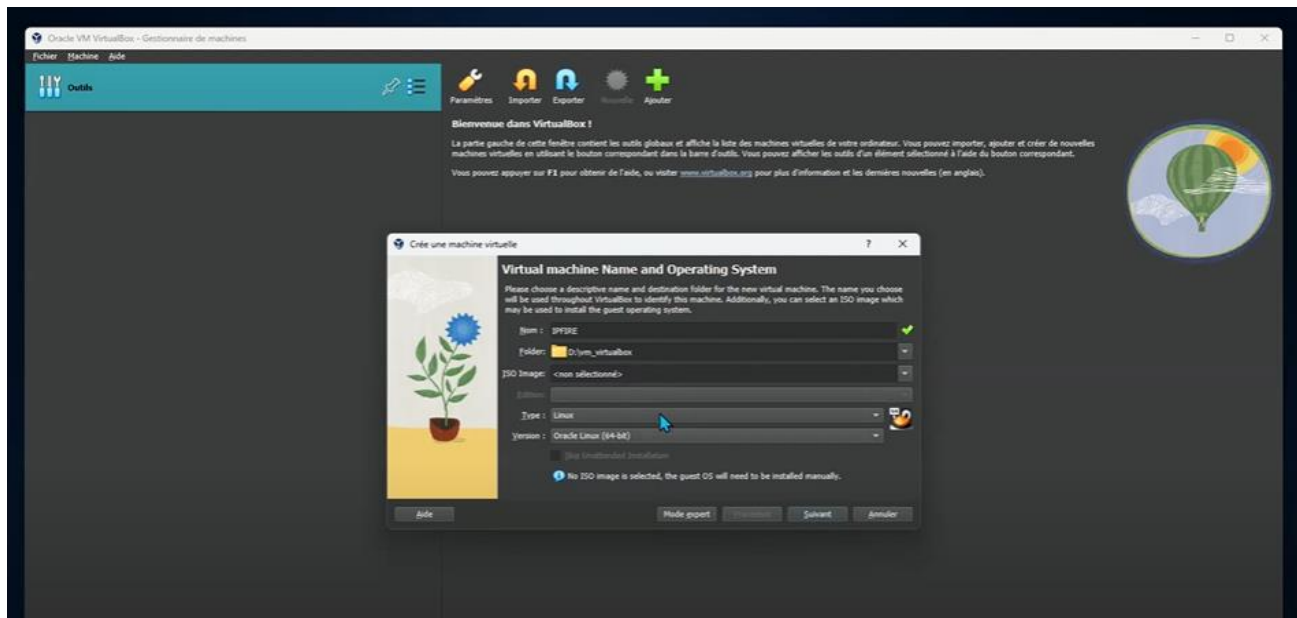 Oracle VM VirtualBox - Gestionnaire de machines
Fichier Machine Aide
Outils
Paramètres Importer Exporter Nouvelle Ajouter
Bienvenue dans VirtualBox !
La partie gauche de cette fenêtre contient les outils globaux et affiche la liste des machines virtuelles de votre ordinateur. Vous pouvez importer, ajouter et créer de nouvelles
machines virtuelles en utilisant le bouton correspondant dans la barre d'outils. Vous pouvez afficher les outils d'un élément sélectionné à l'aide du bouton correspondant.
Vous pouvez appuyer sur F1 pour obtenir de l'aide, ou visiter www.virtualbox.org pour plus d'information et les dernières nouvelles (en anglais).
Crée une machine virtuelle
Virtual machine Name and Operating System
Please choose a descriptive name and destination folder for the new virtual machine. The name you choose
will be used throughout VirtualBox to identify this machine. Additionally, you can select an ISO image which
may be used to install the guest operating system.
Nom : IPFIRE
Folder: D:\vm_virtualbox
ISO Image: <non sélectionné>
Edition:
Type : Linux
Version : Oracle Linux (64-bit)
Skip Unattended Installation
No ISO image is selected, the guest OS will need to be installed manually.
Aide Mode expert Suivant Annuler